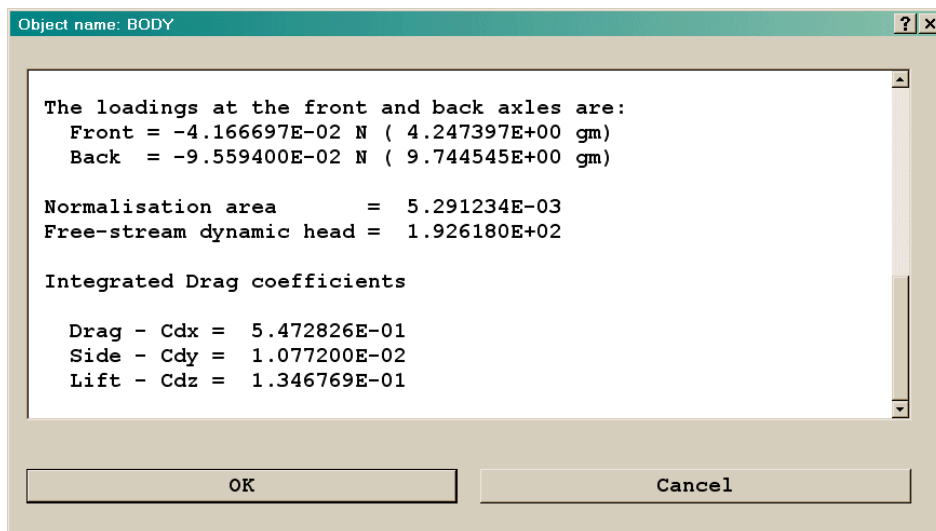 Object name: BODY
? ×
The loadings at the front and back axles are:
Front = -4.166697E-02 N ( 4.247397E+00 gm)
Back = -9.559400E-02 N ( 9.744545E+00 gm)
Normalisation area = 5.291234E-03
Free-stream dynamic head = 1.926180E+02
Integrated Drag coefficients
Drag - Cdx = 5.472826E-01
Side - Cdy = 1.077200E-02
Lift - Cdz = 1.346769E-01
OK Cancel